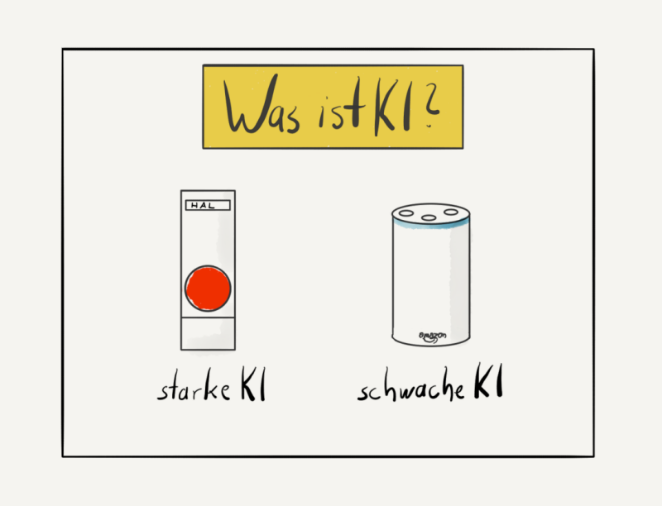 Was ist KI?
HAL
amazon
starke KI
schwache KI